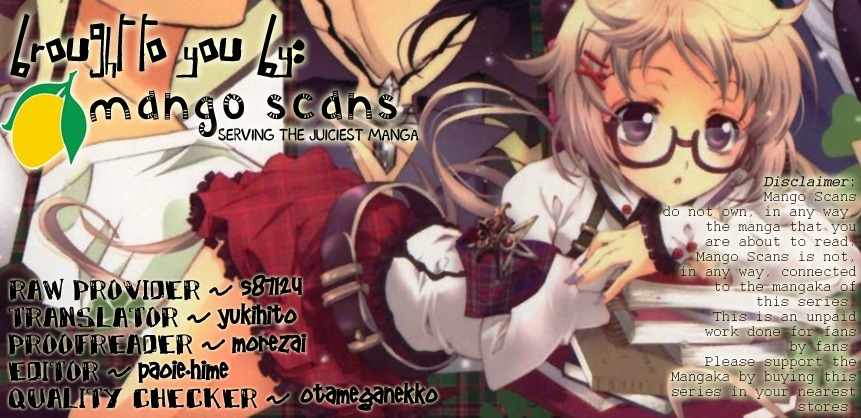 brought to you by:
mango scans
SERVING THE JUICIEST MANGA
RAW PROVIDER ~ s87124
TRANSLATOR ~ yukihito
PROOFREADER ~ morezai
EDITOR ~ paoie-hime
QUALITY CHECKER ~ otameganekko
Disclaimer:
Mango Scans
do not own, in any way,
the manga that you
are about to read.
Mango Scans is not,
in any way, connected
to the mangaka of
this series.
This is an unpaid
work done for fans
by fans.
Please support the
Mangaka by buying this
series in your nearest
stores.